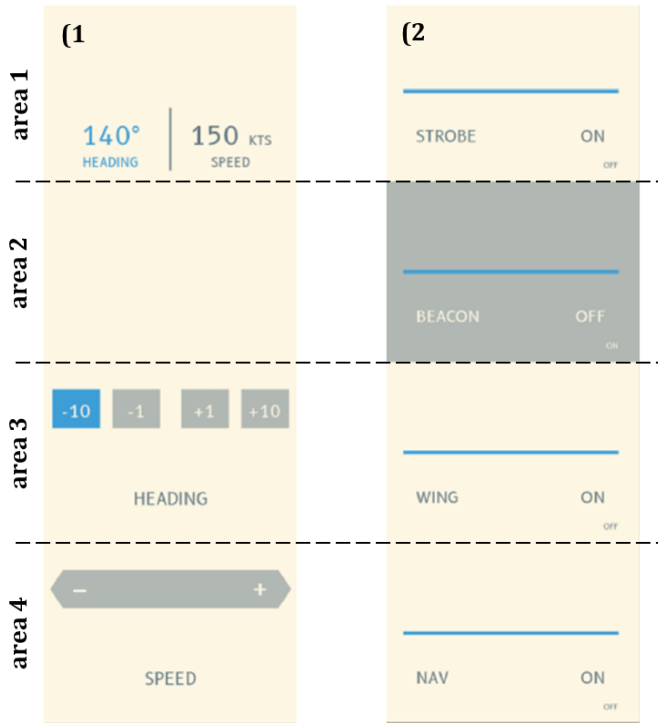 (1
(2
area 1
140° 150 KTS
HEADING SPEED
STROBE ON
OFF
area 2
BEACON OFF
ON
area 3
-10 -1 +1 +10
HEADING
WING ON
OFF
area 4
− +
SPEED
NAV ON
OFF